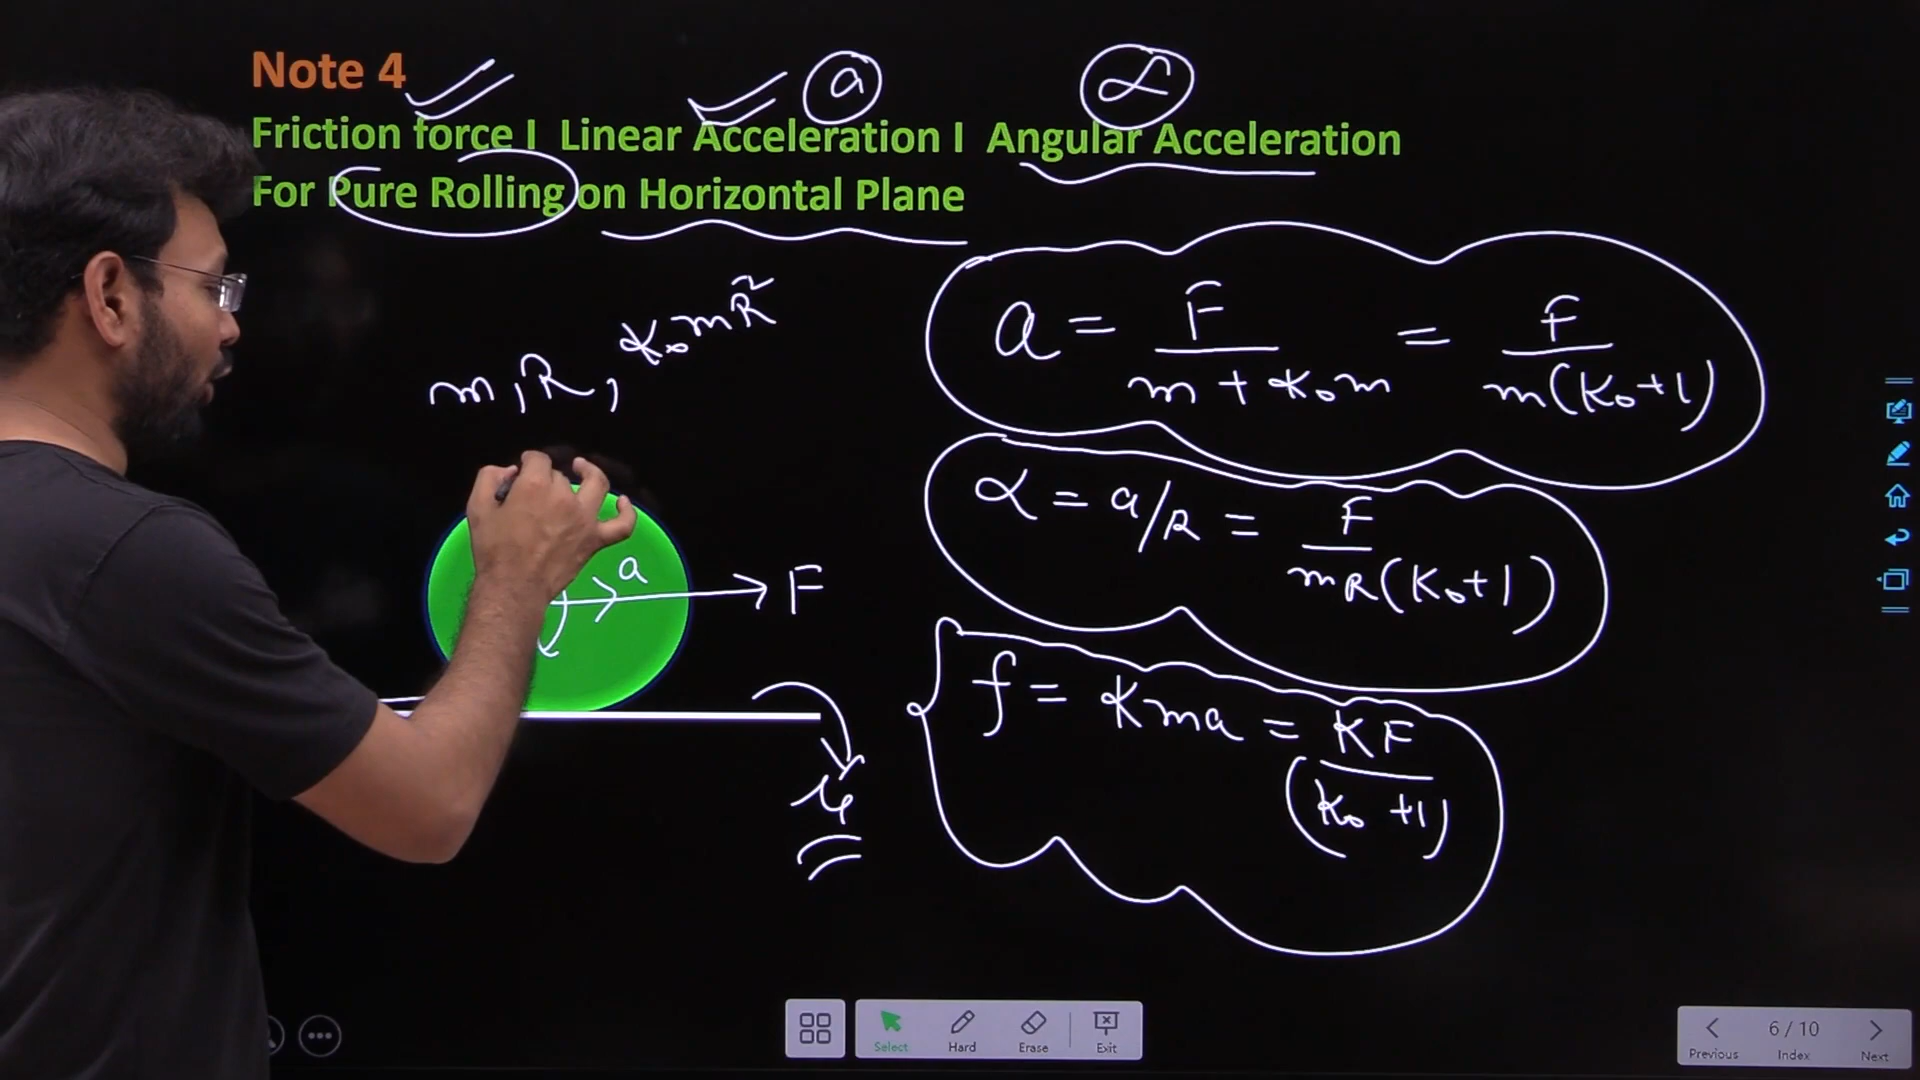 Note 4
a
α
Friction force I Linear Acceleration I Angular Acceleration
For Pure Rolling on Horizontal Plane
m, R, K₀mR²
a = F / (m + K₀m) = F / m(K₀+1)
α = a/R = F / mR(K₀+1)
a
F
f = Kma = KF / (K₀+1)
Select
Hard
Erase
Exit
6 / 10
Previous
Index
Next